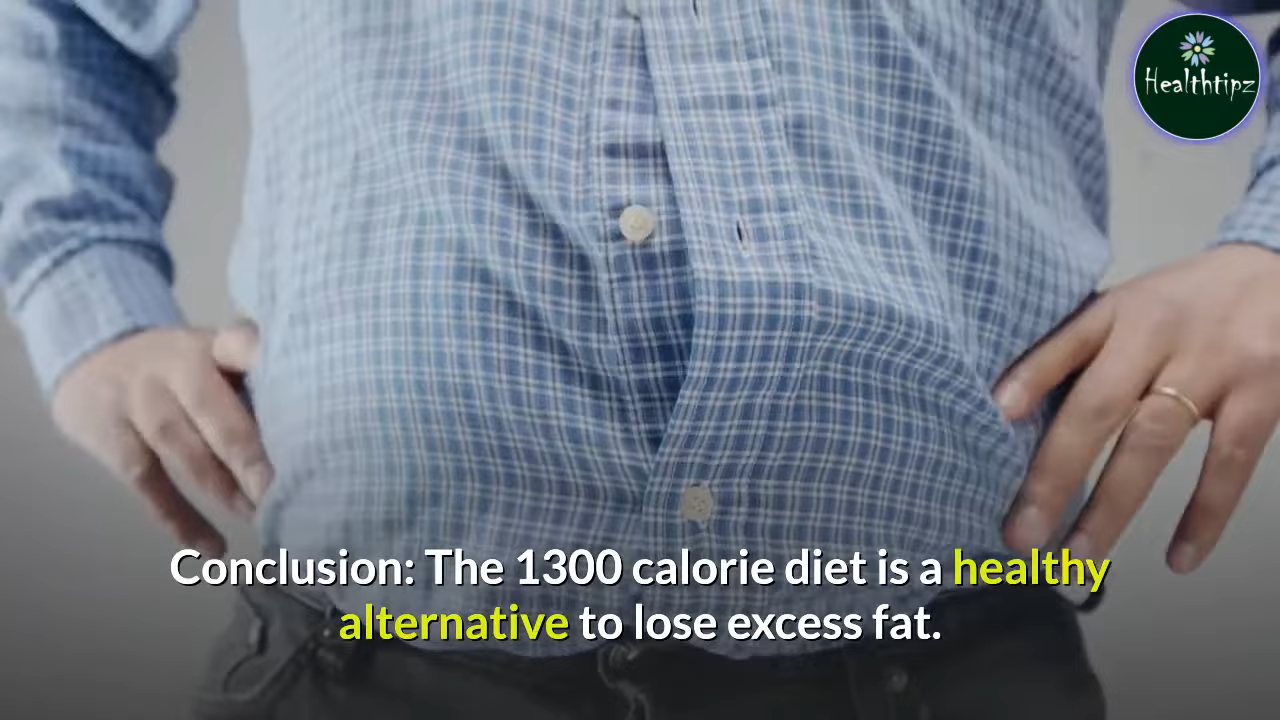 Healthtipz
Conclusion: The 1300 calorie diet is a healthy
alternative to lose excess fat.